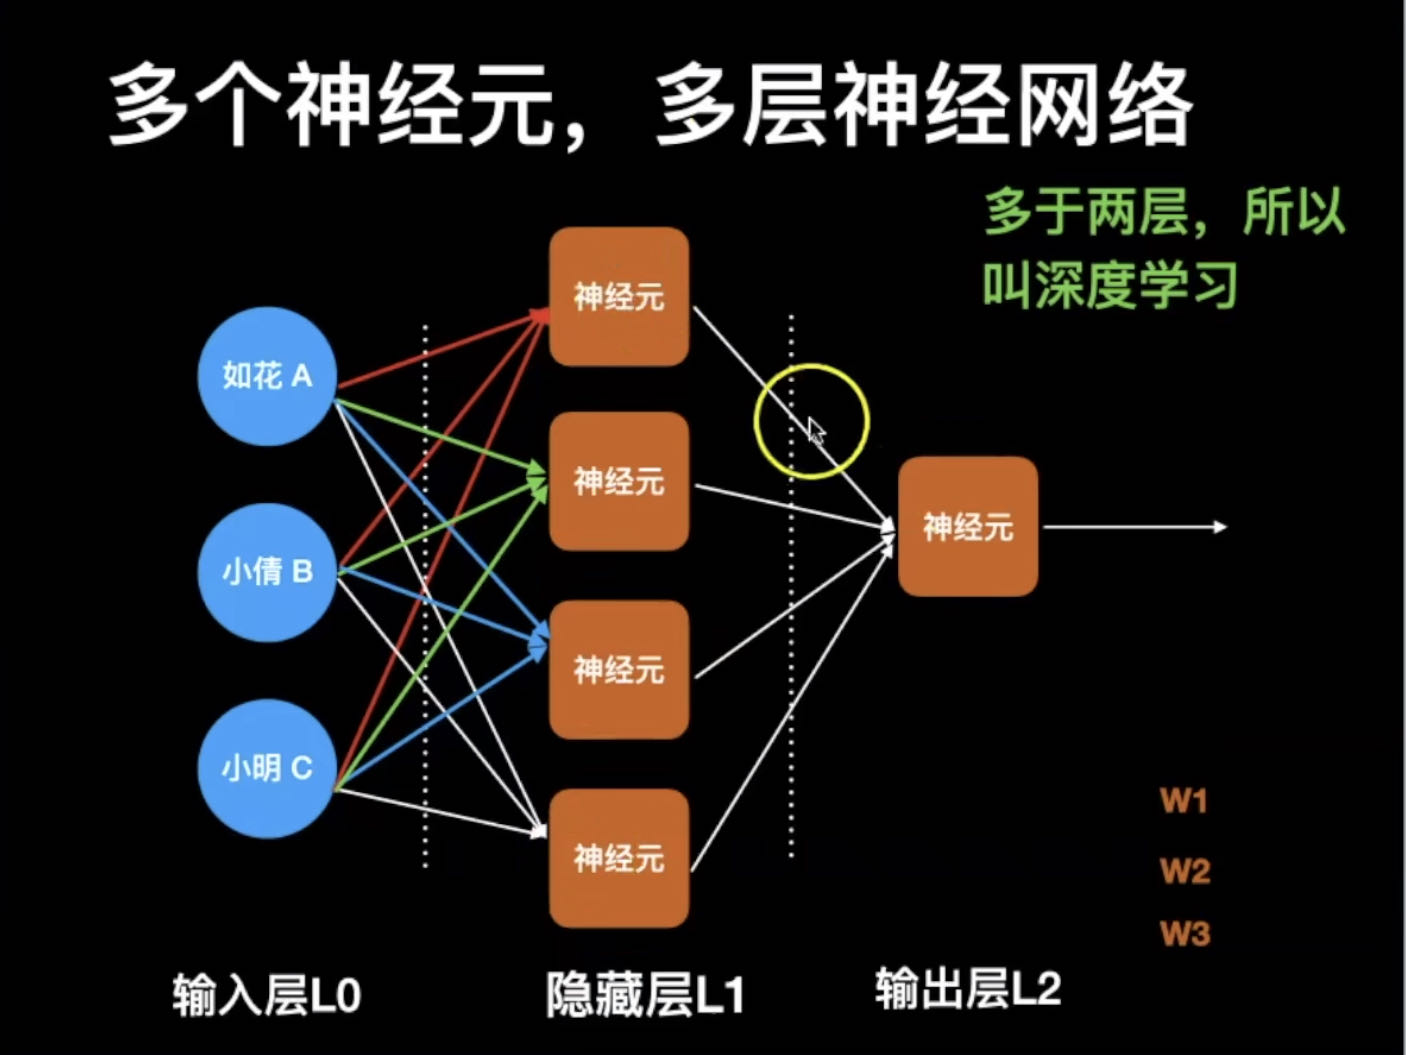 多个神经元，多层神经网络
多于两层，所以
叫深度学习
神经元
如花 A
神经元
神经元
小倩 B
神经元
小明 C
神经元
W1
W2
W3
输入层L0
隐藏层L1
输出层L2